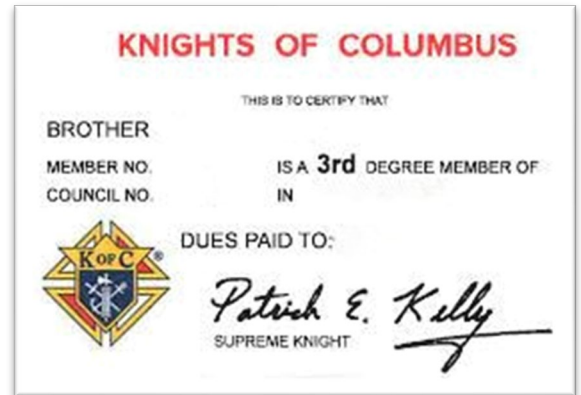 KNIGHTS OF COLUMBUS
THIS IS TO CERTIFY THAT
BROTHER
MEMBER NO. IS A 3rd DEGREE MEMBER OF
COUNCIL NO. IN
K OF C ®
DUES PAID TO:
Patrick E. Kelly
SUPREME KNIGHT